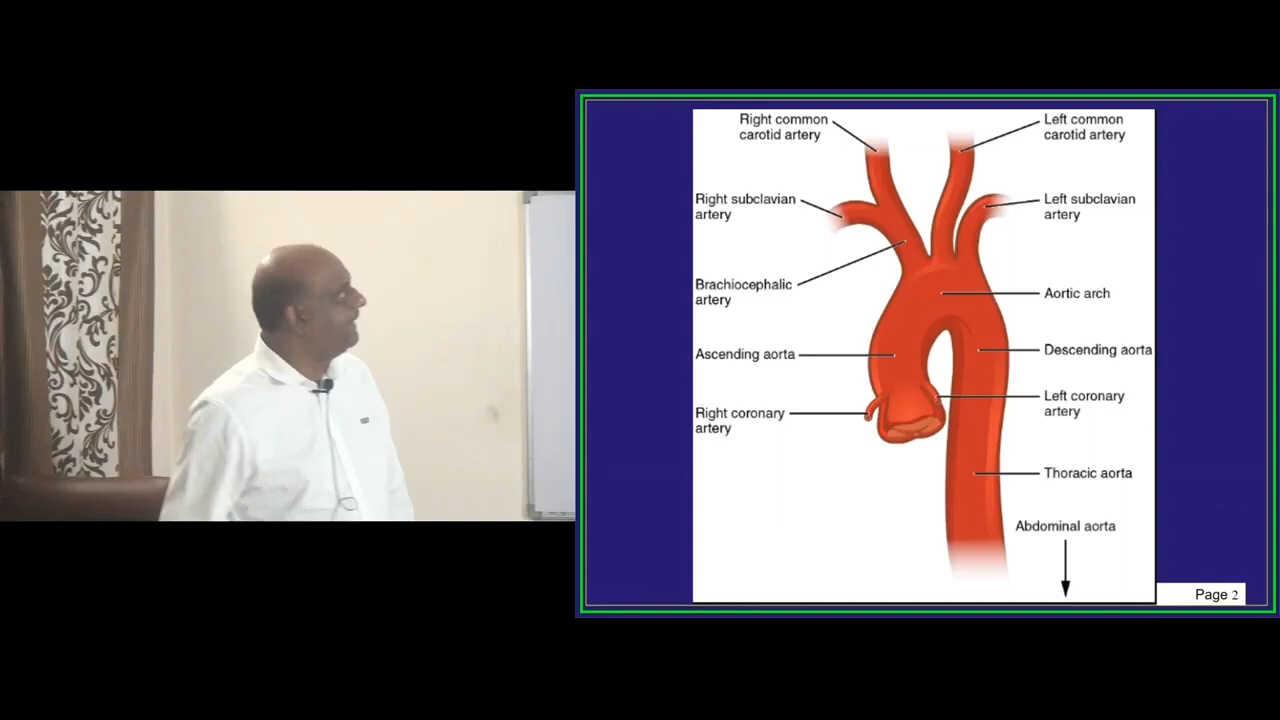 Right common
carotid artery
Left common
carotid artery
Right subclavian
artery
Left subclavian
artery
Brachiocephalic
artery
Aortic arch
Ascending aorta
Descending aorta
Right coronary
artery
Left coronary
artery
Thoracic aorta
Abdominal aorta
Page 2